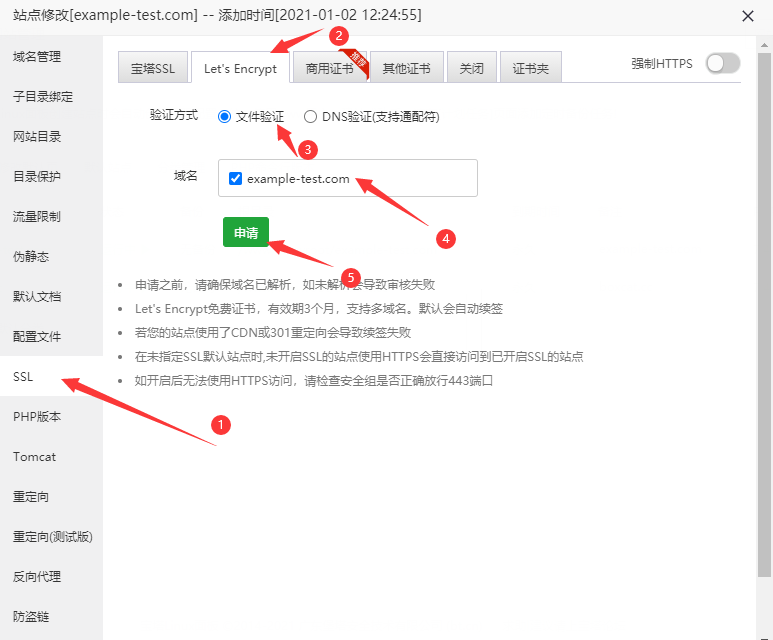 站点修改[example-test.com] -- 添加时间[2021-01-02 12:24:55]
域名管理
子目录绑定
网站目录
目录保护
流量限制
伪静态
默认文档
配置文件
SSL
PHP版本
Tomcat
重定向
重定向(测试版)
反向代理
防盗链
宝塔SSL
Let's Encrypt
商用证书
推荐
其他证书
关闭
证书夹
强制HTTPS
2
验证方式
文件验证
DNS验证(支持通配符)
3
域名
example-test.com
4
申请
5
申请之前，请确保域名已解析，如未解析会导致审核失败
Let's Encrypt免费证书，有效期3个月，支持多域名。默认会自动续签
若您的站点使用了CDN或301重定向会导致续签失败
在未指定SSL默认站点时,未开启SSL的站点使用HTTPS会直接访问到已开启SSL的站点
如开启后无法使用HTTPS访问，请检查安全组是否正确放行443端口
1